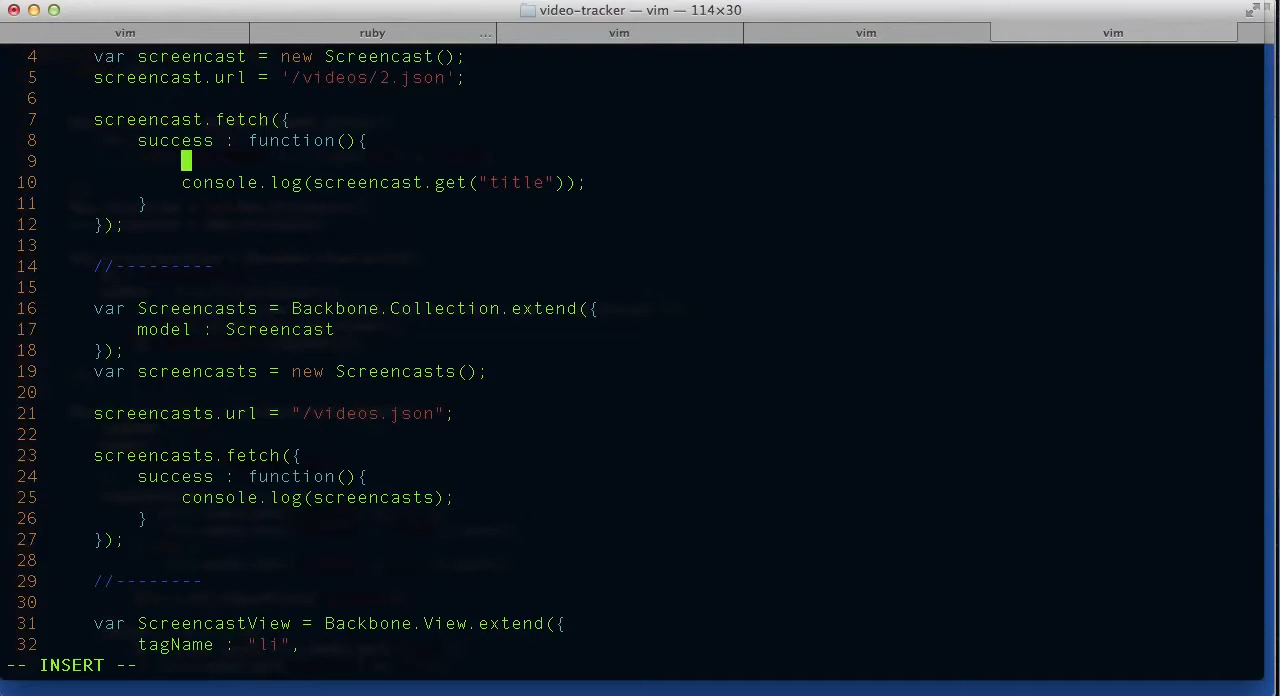 video-tracker — vim — 114×30
vim ruby ... vim vim vim
4 var screencast = new Screencast();
5 screencast.url = '/videos/2.json';
6
7 screencast.fetch({
8 success : function(){
9
10 console.log(screencast.get("title"));
11 }
12 });
13
14 //---------
15
16 var Screencasts = Backbone.Collection.extend({
17 model : Screencast
18 });
19 var screencasts = new Screencasts();
20
21 screencasts.url = "/videos.json";
22
23 screencasts.fetch({
24 success : function(){
25 console.log(screencasts);
26 }
27 });
28
29 //--------
30
31 var ScreencastView = Backbone.View.extend({
32 tagName : "li",
-- INSERT --